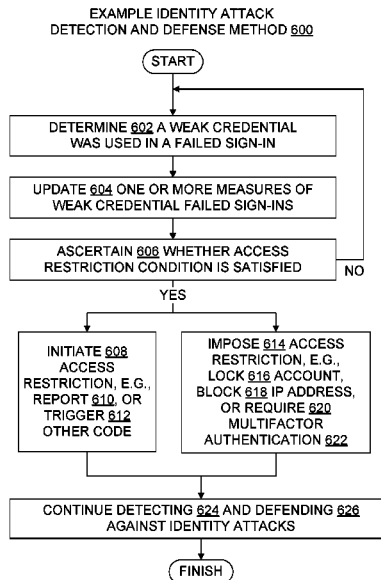 EXAMPLE IDENTITY ATTACK
DETECTION AND DEFENSE METHOD 600
START
DETERMINE 602 A WEAK CREDENTIAL
WAS USED IN A FAILED SIGN-IN
UPDATE 604 ONE OR MORE MEASURES OF
WEAK CREDENTIAL FAILED SIGN-INS
ASCERTAIN 606 WHETHER ACCESS
RESTRICTION CONDITION IS SATISFIED
NO
YES
INITIATE 608
ACCESS
RESTRICTION, E.G.,
REPORT 610, OR
TRIGGER 612
OTHER CODE
IMPOSE 614 ACCESS
RESTRICTION, E.G.,
LOCK 616 ACCOUNT,
BLOCK 618 IP ADDRESS,
OR REQUIRE 620
MULTIFACTOR
AUTHENTICATION 622
CONTINUE DETECTING 624 AND DEFENDING 626
AGAINST IDENTITY ATTACKS
FINISH